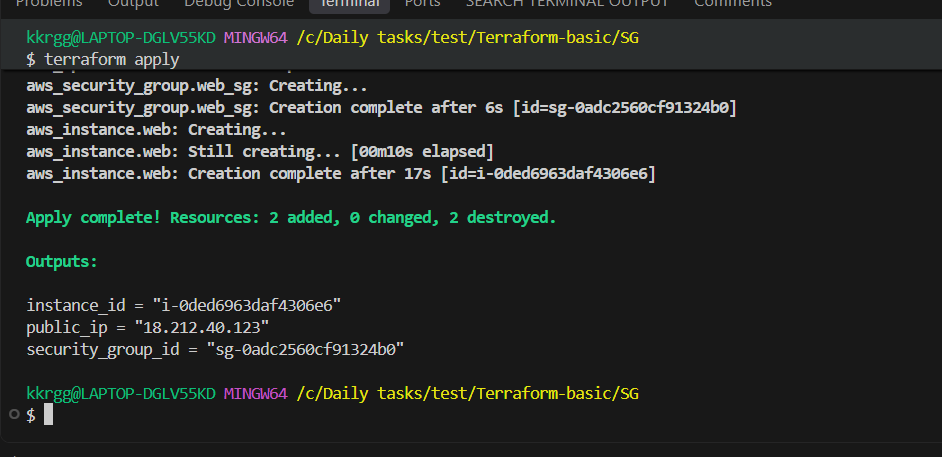 Problems Output Debug Console Terminal Ports SEARCH TERMINAL OUTPUT Comments
kkrgg@LAPTOP-DGLV55KD MINGW64 /c/Daily tasks/test/Terraform-basic/SG
$ terraform apply
aws_security_group.web_sg: Creating...
aws_security_group.web_sg: Creation complete after 6s [id=sg-0adc2560cf91324b0]
aws_instance.web: Creating...
aws_instance.web: Still creating... [00m10s elapsed]
aws_instance.web: Creation complete after 17s [id=i-0ded6963daf4306e6]
Apply complete! Resources: 2 added, 0 changed, 2 destroyed.
Outputs:
instance_id = "i-0ded6963daf4306e6"
public_ip = "18.212.40.123"
security_group_id = "sg-0adc2560cf91324b0"
kkrgg@LAPTOP-DGLV55KD MINGW64 /c/Daily tasks/test/Terraform-basic/SG
$